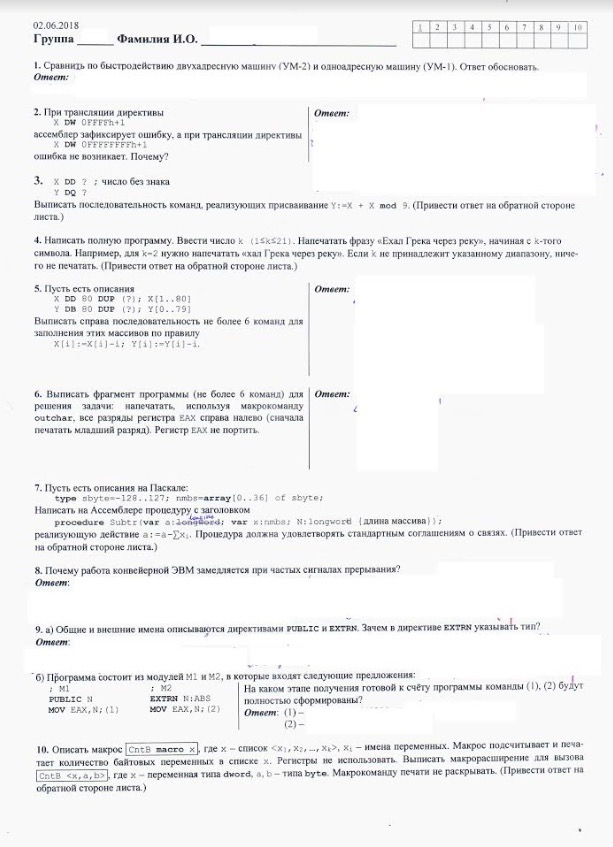 02.06.2018
Группа ______ Фамилия И.О. ______________________
1 2 3 4 5 6 7 8 9 10
1. Сравнить по быстродействию двухадресную машину (УМ-2) и одноадресную машину (УМ-1). Ответ обосновать.
Ответ:
2. При трансляции директивы
X DW 0FFFFh+1
ассемблер зафиксирует ошибку, а при трансляции директивы
X DW 0FFFFFFFFh+1
ошибка не возникает. Почему?
Ответ:
3. X DD ? ; число без знака
Y DQ ?
Выписать последовательность команд, реализующих присваивание Y:=X + X mod 9. (Привести ответ на обратной стороне
листа.)
4. Написать полную программу. Ввести число k (1≤k≤21). Напечатать фразу «Ехал Грека через реку», начиная с k-того
символа. Например, для k=2 нужно напечатать «хал Грека через реку». Если k не принадлежит указанному диапазону, ниче-
го не печатать. (Привести ответ на обратной стороне листа.)
5. Пусть есть описания
X DD 80 DUP (?); X[1..80]
Y DB 80 DUP (?); Y[0..79]
Выписать справа последовательность не более 6 команд для
заполнения этих массивов по правилу
X[i]:=X[i]-i; Y[i]:=Y[i]-i.
Ответ:
6. Выписать фрагмент программы (не более 6 команд) для
решения задачи: напечатать, используя макрокоманду
outchar, все разряды регистра EAX справа налево (сначала
печатать младший разряд). Регистр EAX не портить.
Ответ:
7. Пусть есть описания на Паскале:
type sbyte=-128..127; nmbs=array[0..36] of sbyte;
Написать на Ассемблере процедуру с заголовком
longint
procedure Subtr(var a:longword; var x:nmbs; N:longword {длина массива});
реализующую действие a:=a-∑xᵢ. Процедура должна удовлетворять стандартным соглашениям о связях. (Привести ответ
на обратной стороне листа.)
8. Почему работа конвейерной ЭВМ замедляется при частых сигналах прерывания?
Ответ:
9. а) Общие и внешние имена описываются директивами PUBLIC и EXTRN. Зачем в директиве EXTRN указывать тип?
Ответ:
б) Программа состоит из модулей M1 и M2, в которые входят следующие предложения:
; M1 ; M2
PUBLIC N EXTRN N:ABS
MOV EAX,N; (1) MOV EAX,N; (2)
На каком этапе получения готовой к счёту программы команды (1), (2) будут
полностью сформированы?
Ответ: (1) –
(2) –
10. Описать макрос CntB macro x, где x – список <x₁, x₂, …, xₖ>, xᵢ – имена переменных. Макрос подсчитывает и печа-
тает количество байтовых переменных в списке x. Регистры не использовать. Выписать макрорасширение для вызова
CntB <x,a,b>, где x – переменная типа dword, a, b – типа byte. Макрокоманду печати не раскрывать. (Привести ответ на
обратной стороне листа.)